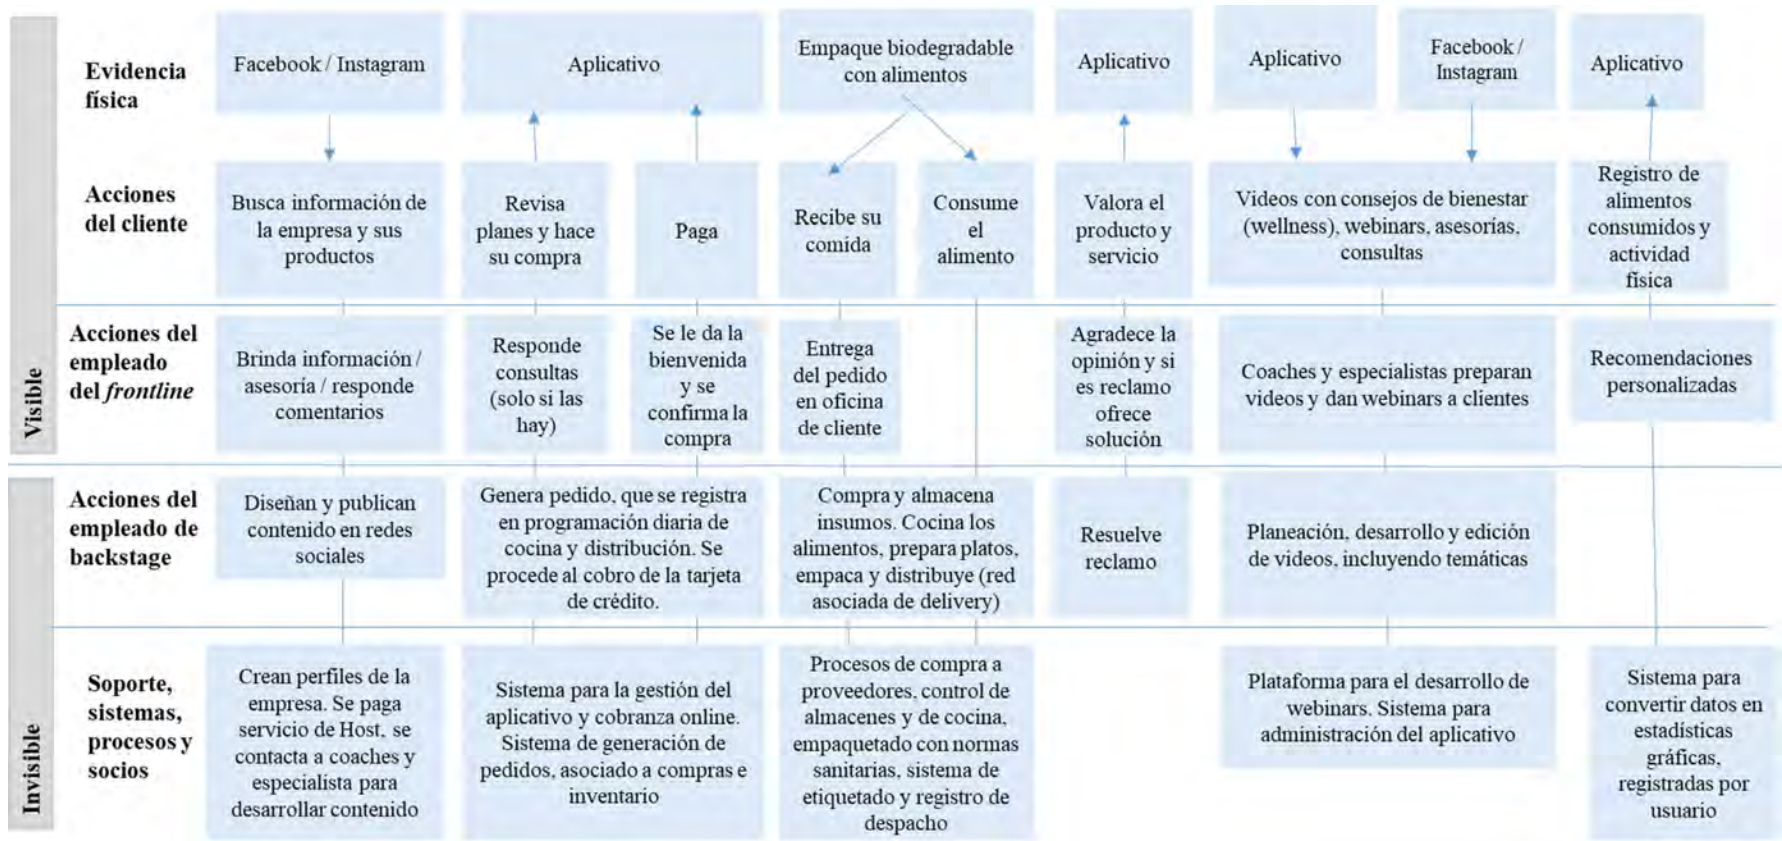 Visible
Evidencia
física
Facebook / Instagram
Aplicativo
Empaque biodegradable
con alimentos
Aplicativo
Aplicativo
Facebook /
Instagram
Aplicativo
Acciones
del cliente
Busca información de
la empresa y sus
productos
Revisa
planes y hace
su compra
Paga
Recibe su
comida
Consume
el
alimento
Valora el
producto y
servicio
Videos con consejos de bienestar
(wellness), webinars, asesorías,
consultas
Registro de
alimentos
consumidos y
actividad
física
Acciones del
empleado
del frontline
Brinda información /
asesoría / responde
comentarios
Responde
consultas
(solo si las
hay)
Se le da la
bienvenida
y se
confirma la
compra
Entrega
del pedido
en oficina
de cliente
Agradece la
opinión y si
es reclamo
ofrece
solución
Coaches y especialistas preparan
videos y dan webinars a clientes
Recomendaciones
personalizadas
Invisible
Acciones del
empleado de
backstage
Diseñan y publican
contenido en redes
sociales
Genera pedido, que se registra
en programación diaria de
cocina y distribución. Se
procede al cobro de la tarjeta
de crédito.
Compra y almacena
insumos. Cocina los
alimentos, prepara platos,
empaca y distribuye (red
asociada de delivery)
Resuelve
reclamo
Planeación, desarrollo y edición
de videos, incluyendo temáticas
Soporte,
sistemas,
procesos y
socios
Crean perfiles de la
empresa. Se paga
servicio de Host, se
contacta a coaches y
especialista para
desarrollar contenido
Sistema para la gestión del
aplicativo y cobranza online.
Sistema de generación de
pedidos, asociado a compras e
inventario
Procesos de compra a
proveedores, control de
almacenes y de cocina,
empaquetado con normas
sanitarias, sistema de
etiquetado y registro de
despacho
Plataforma para el desarrollo de
webinars. Sistema para
administración del aplicativo
Sistema para
convertir datos en
estadísticas
gráficas,
registradas por
usuario